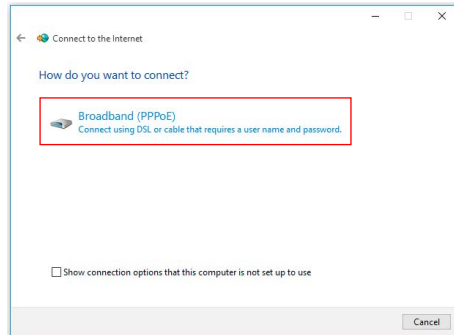 Connect to the Internet
How do you want to connect?
Broadband (PPPoE)
Connect using DSL or cable that requires a user name and password.
Show connection options that this computer is not set up to use
Cancel